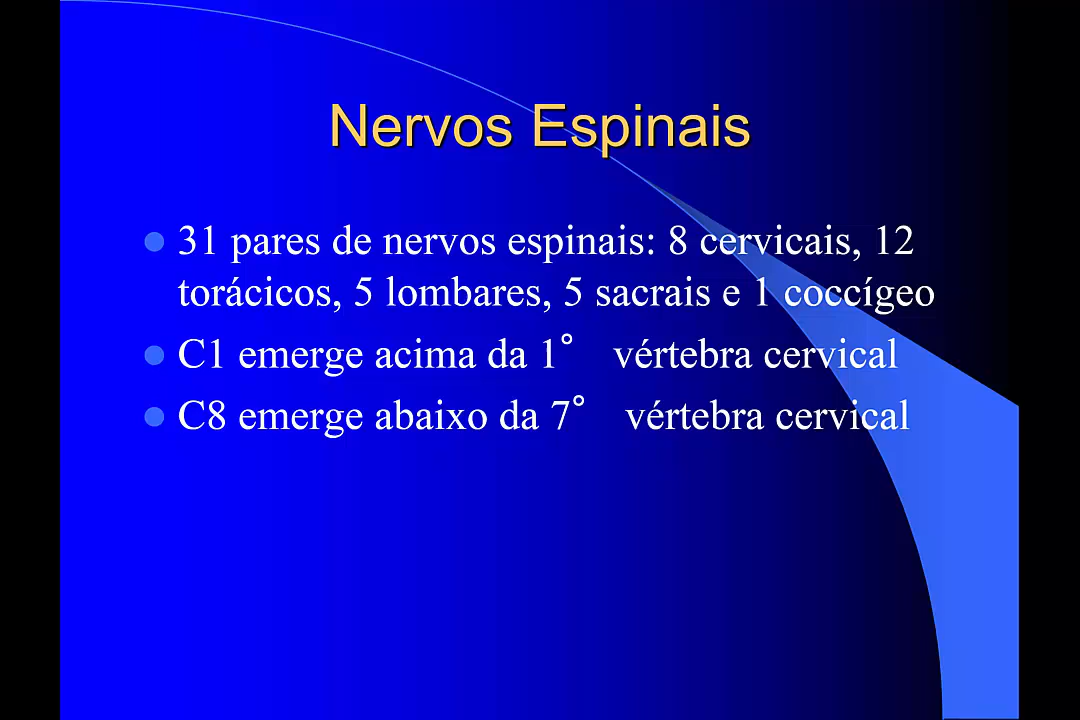 Nervos Espinais
31 pares de nervos espinais: 8 cervicais, 12
torácicos, 5 lombares, 5 sacrais e 1 coccígeo
C1 emerge acima da 1° vértebra cervical
C8 emerge abaixo da 7° vértebra cervical